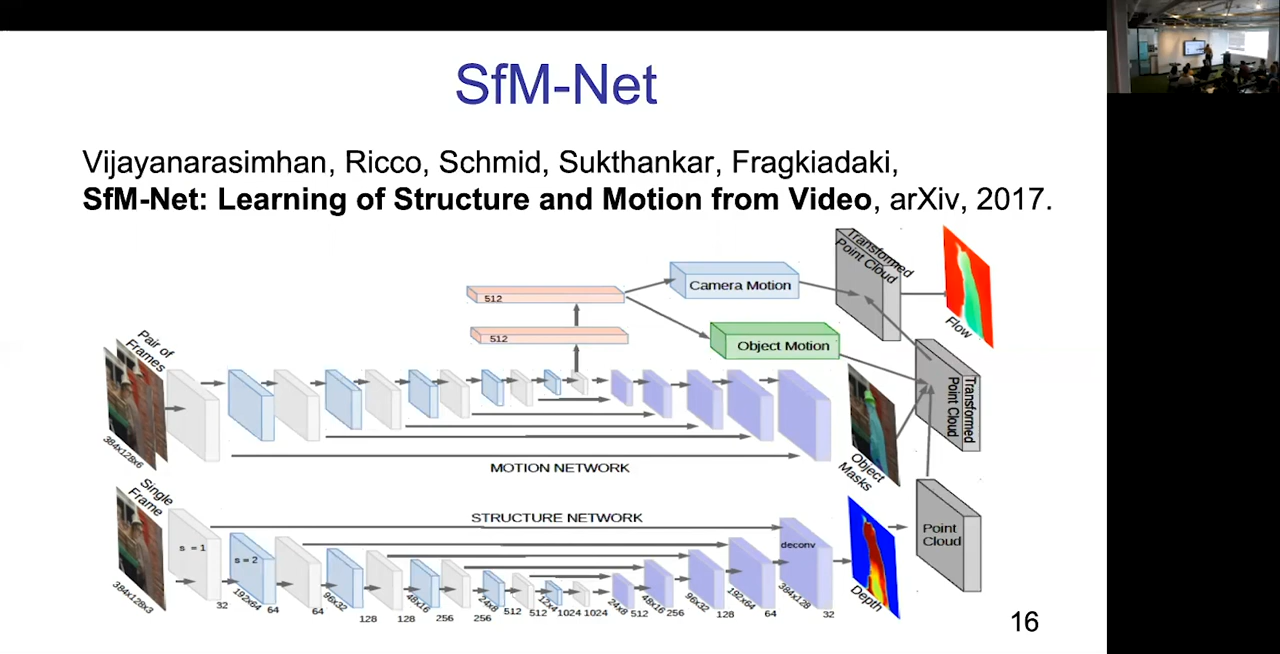 SfM-Net
Vijayanarasimhan, Ricco, Schmid, Sukthankar, Fragkiadaki,
SfM-Net: Learning of Structure and Motion from Video, arXiv, 2017.
Transformed
Point Cloud
Camera Motion
512
Flow
512
Object Motion
Pair of
Frames
Transformed
Point Cloud
384x128x6
MOTION NETWORK
Object
Masks
Single
Frame
STRUCTURE NETWORK
Point
Cloud
s = 1
s = 2
deconv
Depth
384x128x3
32
192x64
64
64
96x32
128
128
48x16
256
256
24x8
512
512
12x4
1024
1024
24x8
512
48x16
256
96x32
128
192x64
64
384x128
32
16